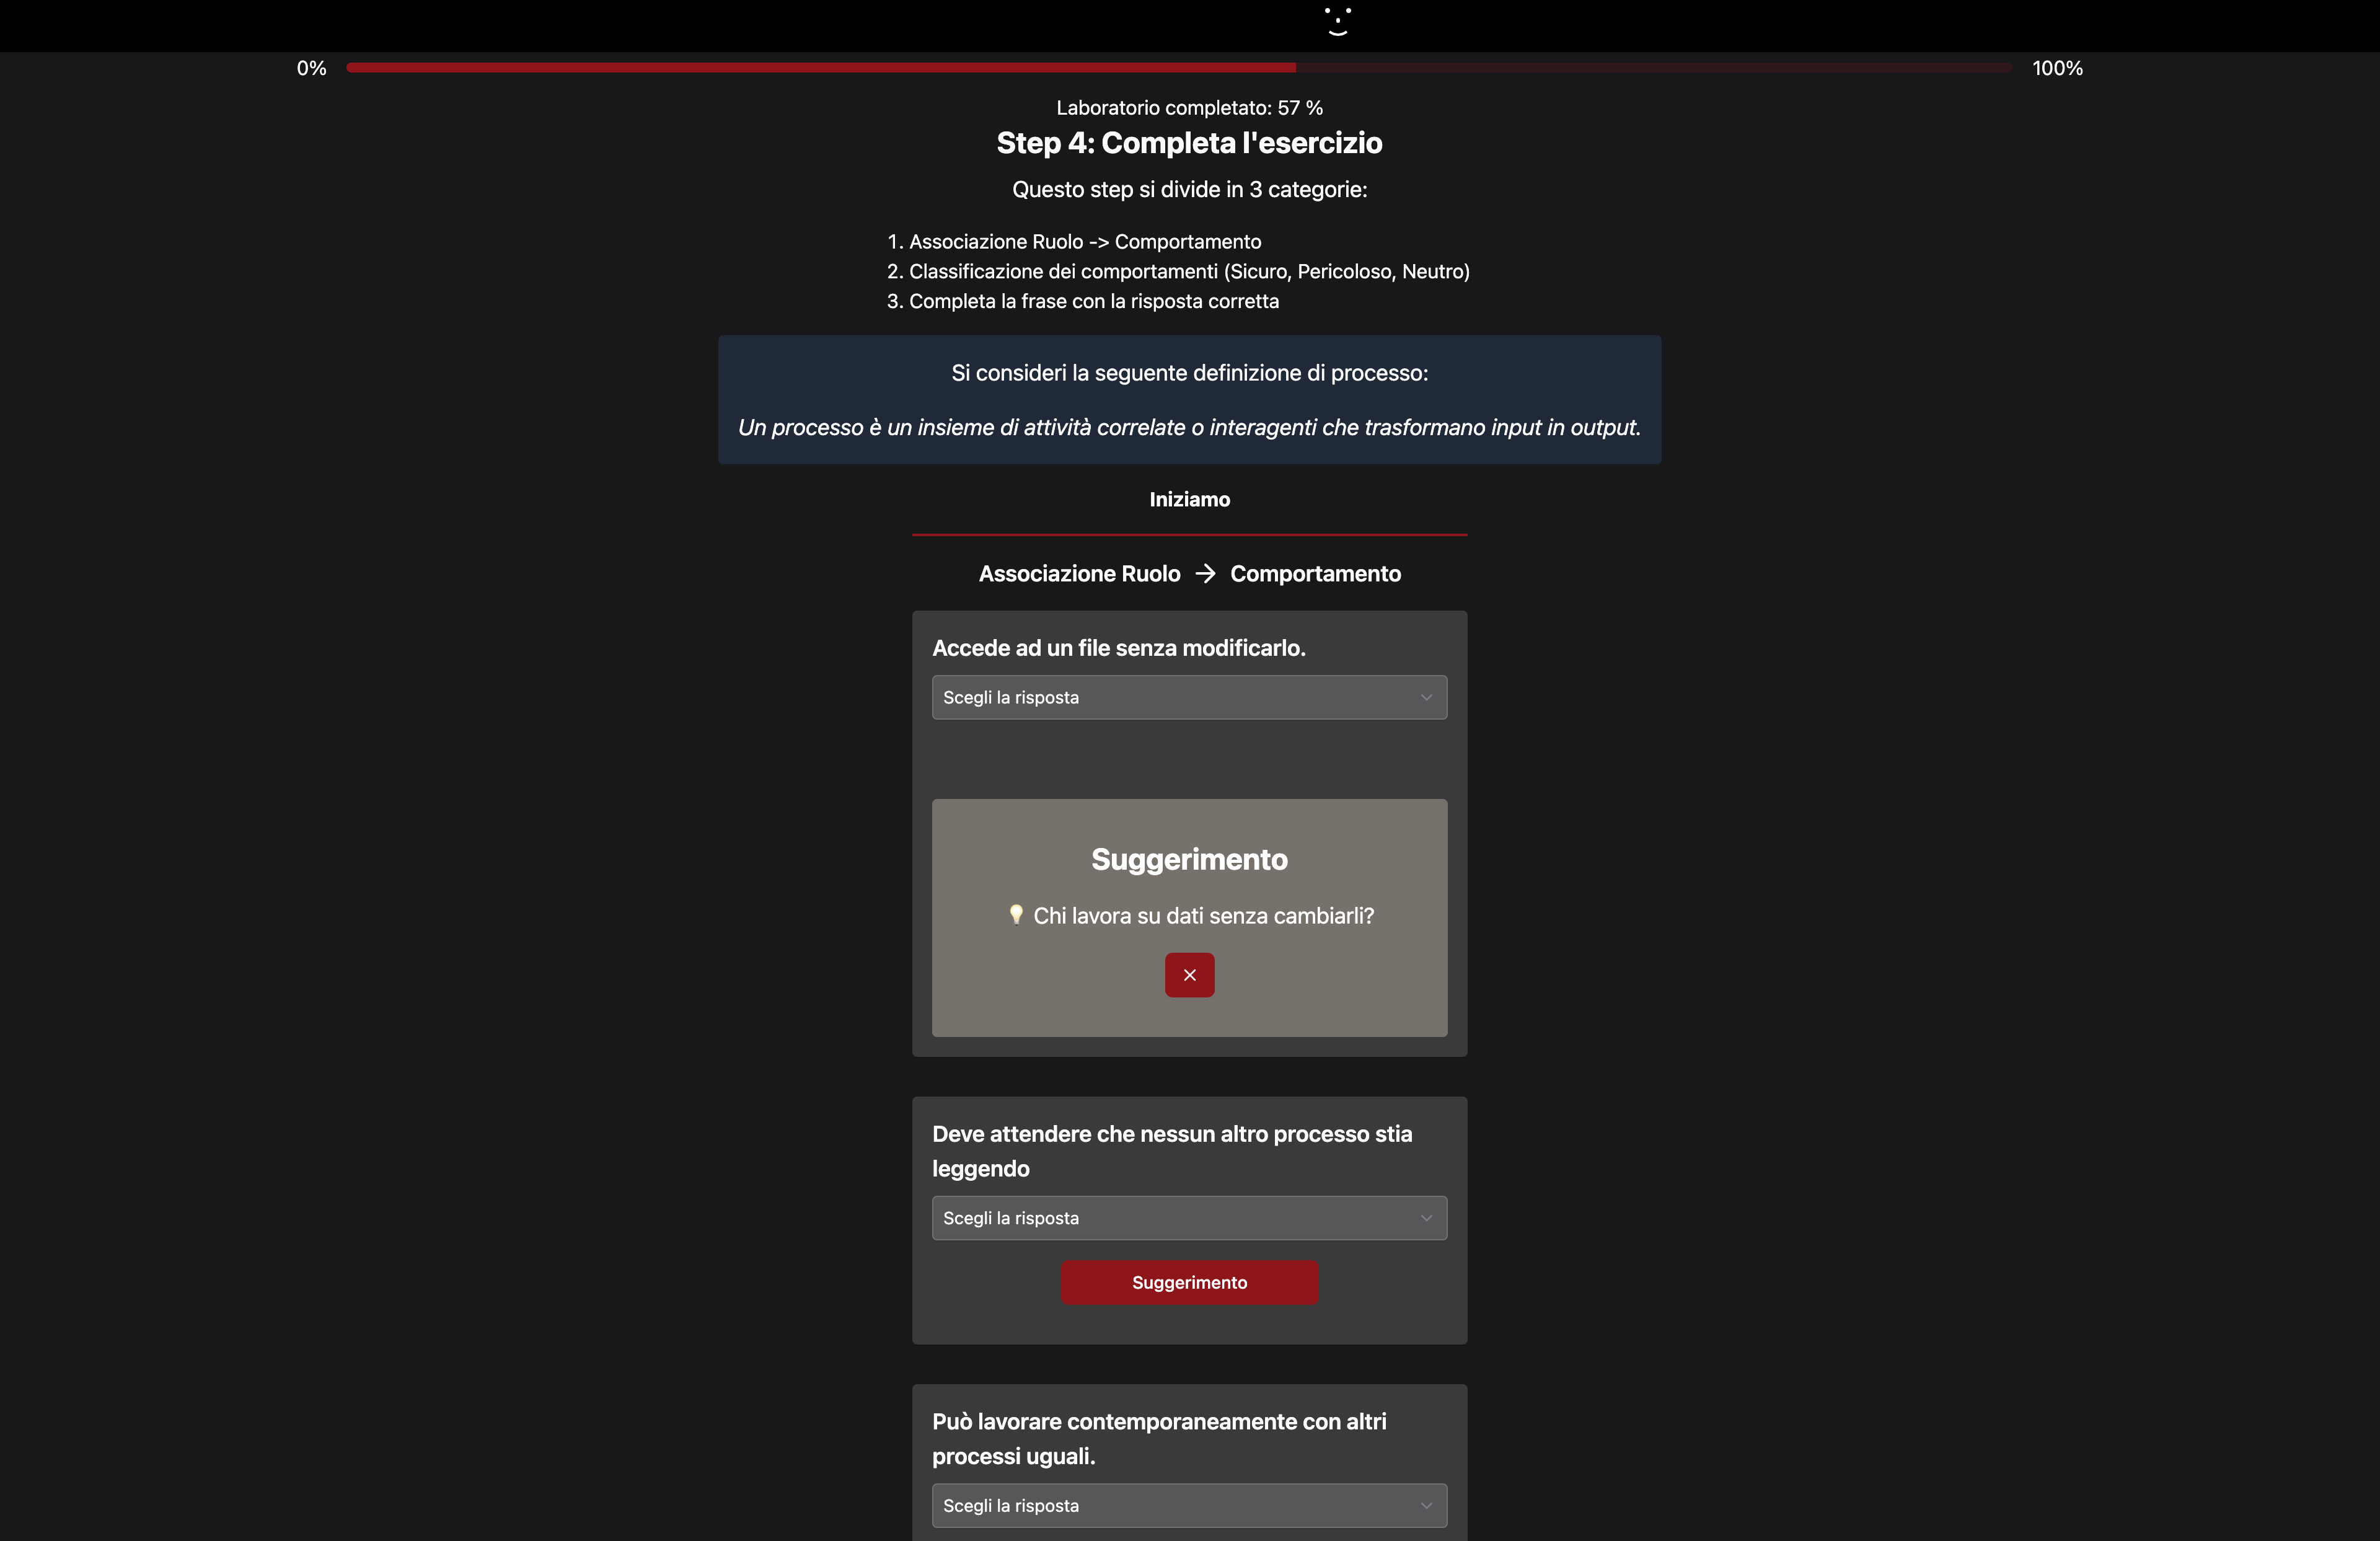 0%
100%
Laboratorio completato: 57 %
Step 4: Completa l'esercizio
Questo step si divide in 3 categorie:
1. Associazione Ruolo -> Comportamento
2. Classificazione dei comportamenti (Sicuro, Pericoloso, Neutro)
3. Completa la frase con la risposta corretta
Si consideri la seguente definizione di processo:
Un processo è un insieme di attività correlate o interagenti che trasformano input in output.
Iniziamo
Associazione Ruolo → Comportamento
Accede ad un file senza modificarlo.
Scegli la risposta
Suggerimento
💡 Chi lavora su dati senza cambiarli?
Deve attendere che nessun altro processo stia
leggendo
Scegli la risposta
Suggerimento
Può lavorare contemporaneamente con altri
processi uguali.
Scegli la risposta